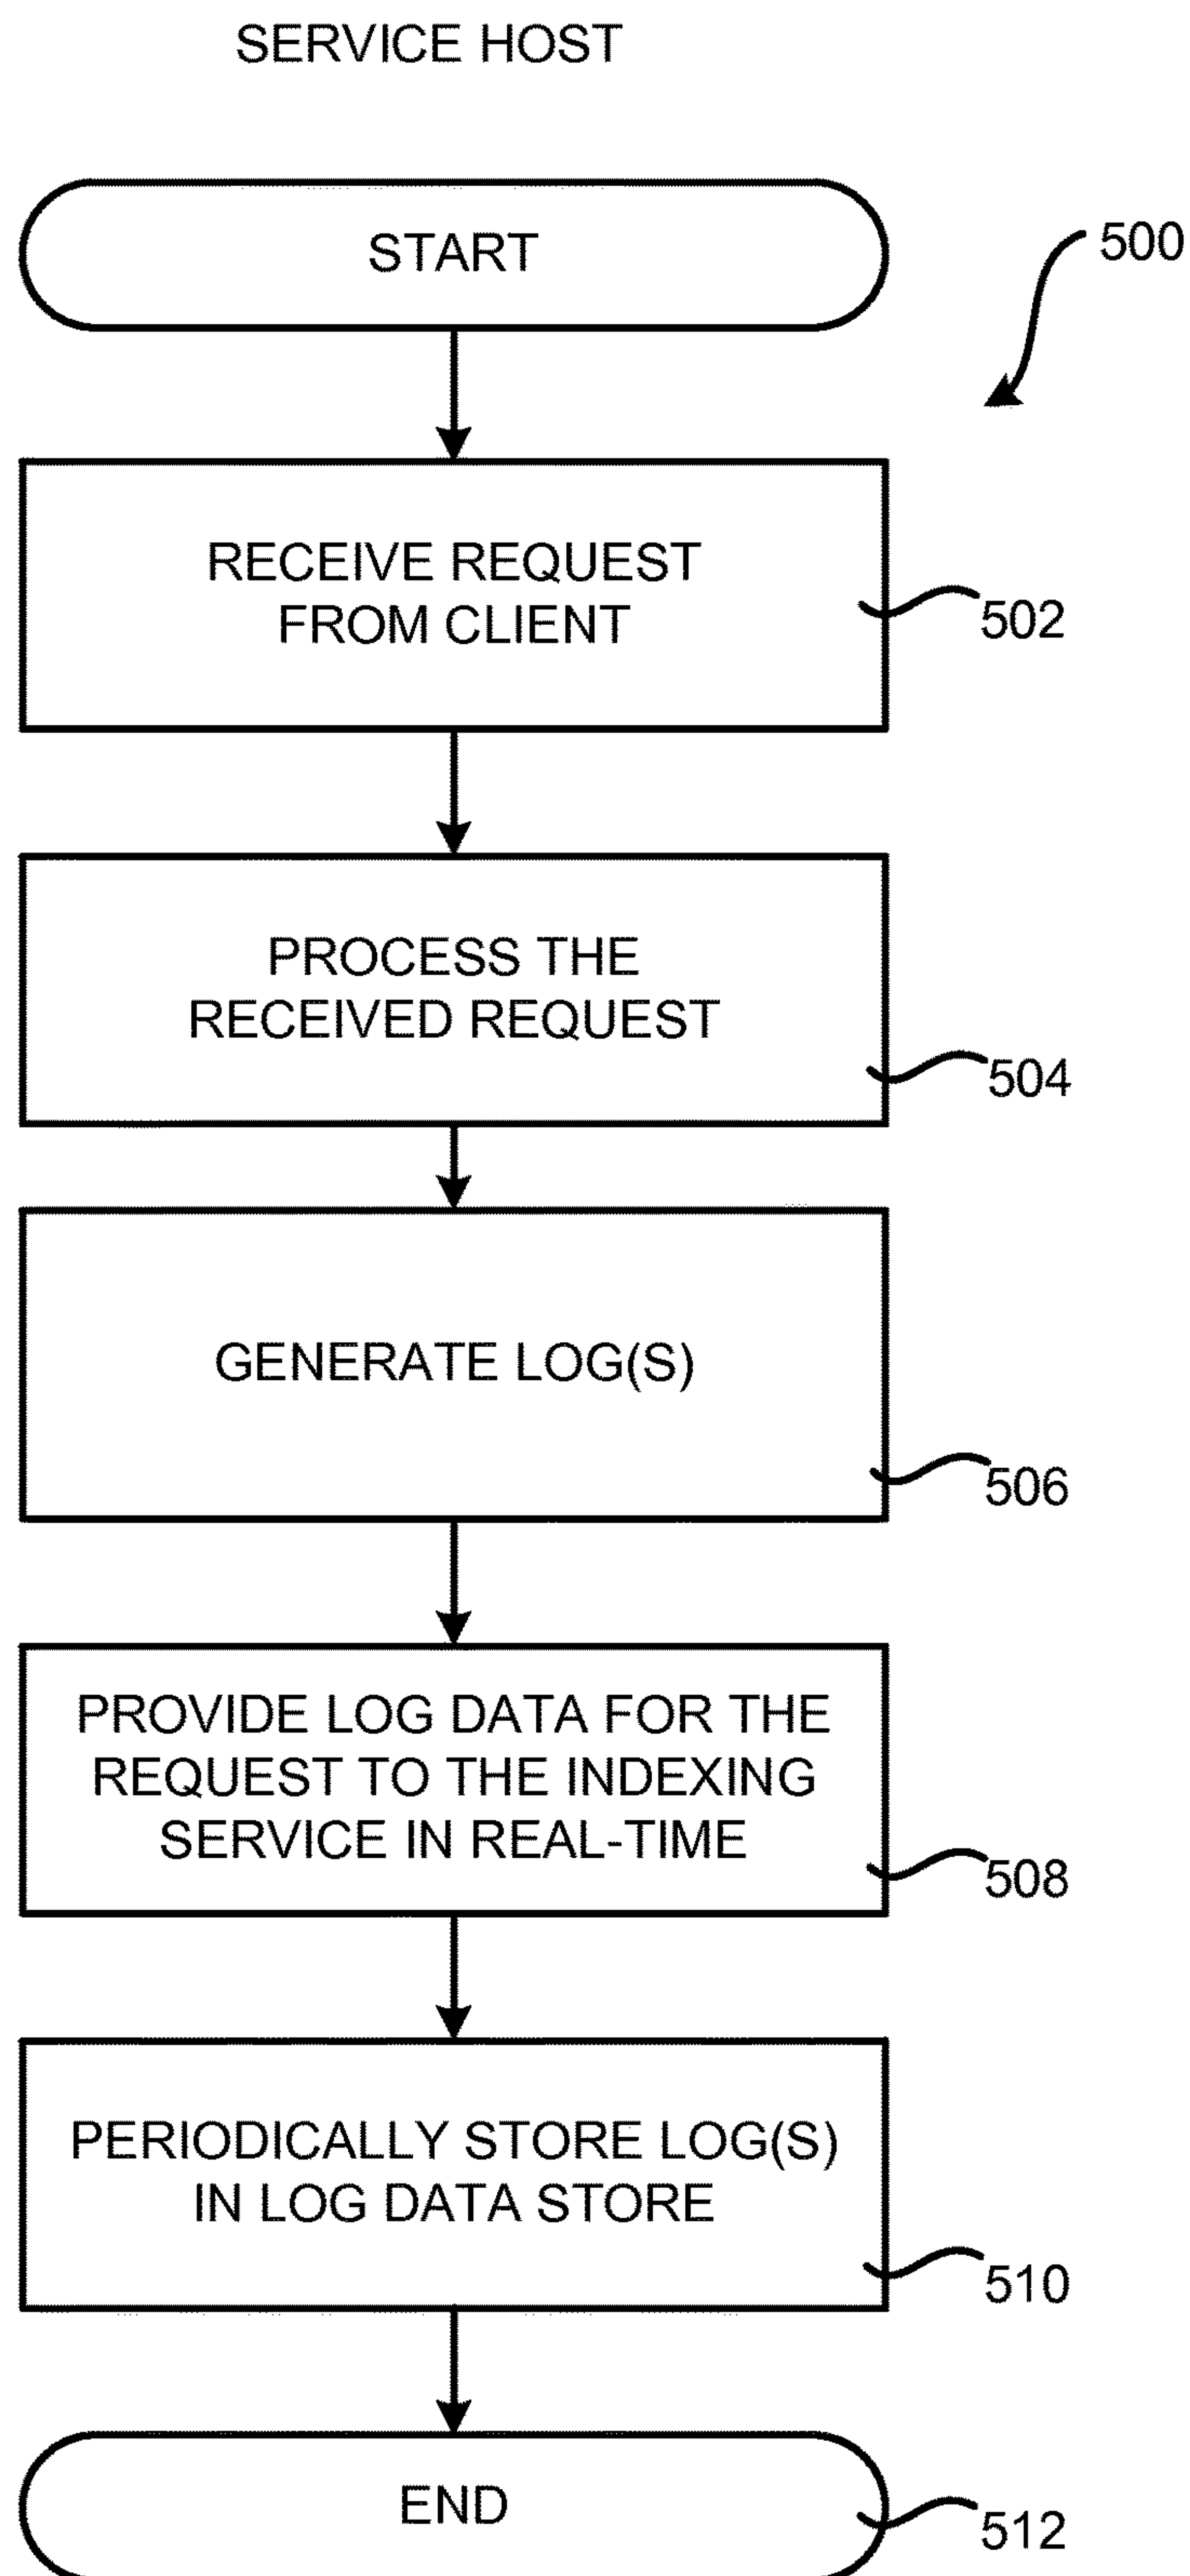 SERVICE HOST
START
500
RECEIVE REQUEST
FROM CLIENT
502
PROCESS THE
RECEIVED REQUEST
504
GENERATE LOG(S)
506
PROVIDE LOG DATA FOR THE
REQUEST TO THE INDEXING
SERVICE IN REAL-TIME
508
PERIODICALLY STORE LOG(S)
IN LOG DATA STORE
510
END
512